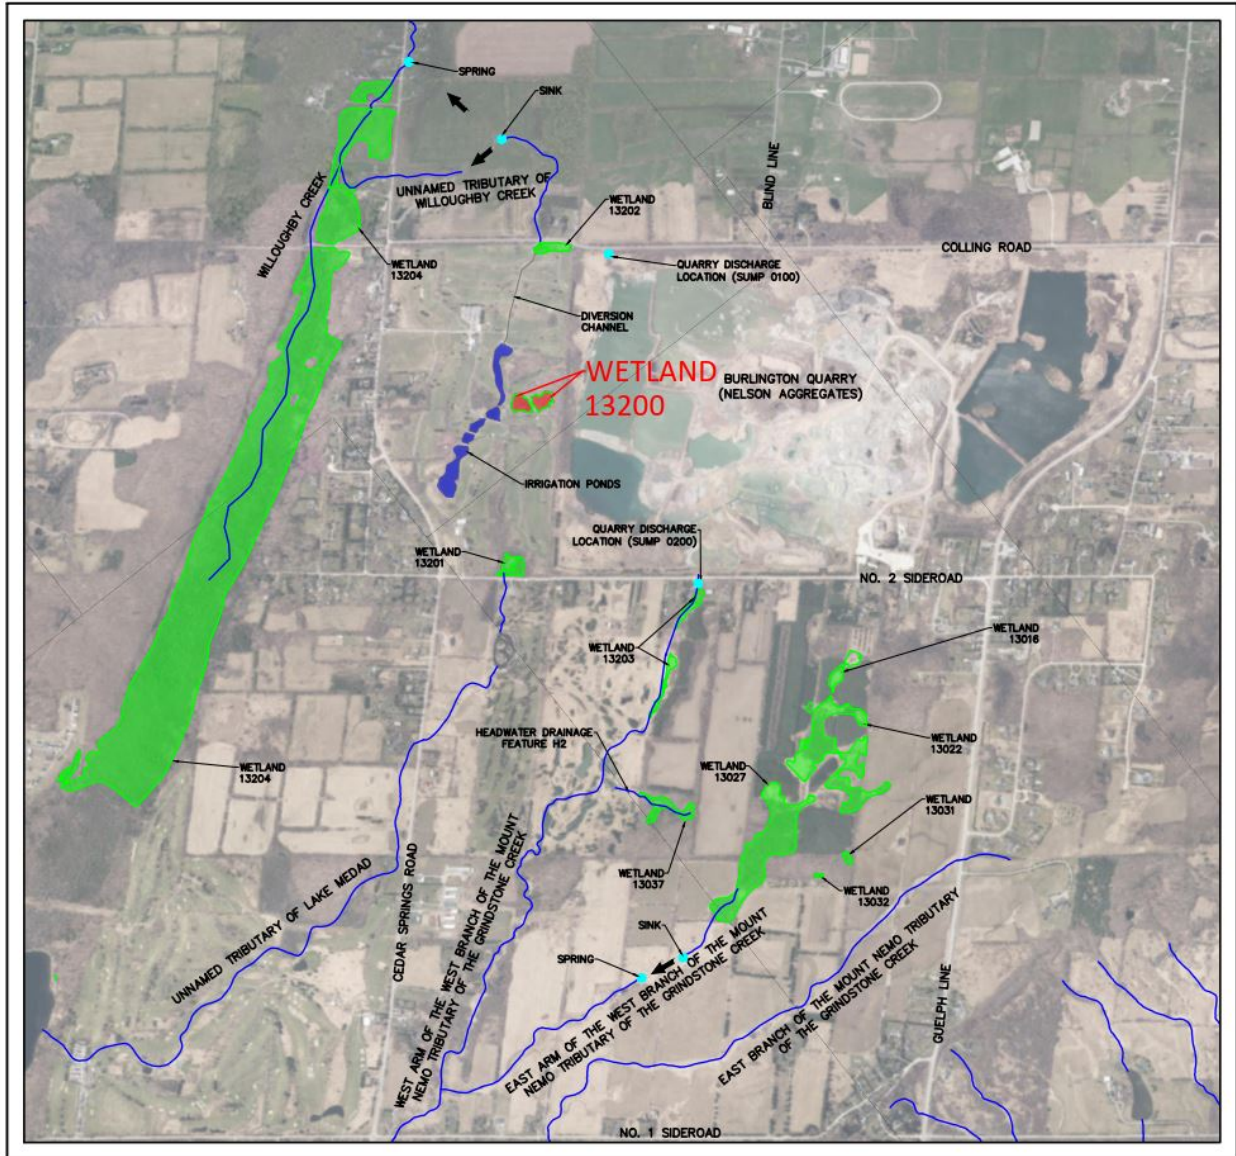 SPRING
SINK
UNNAMED TRIBUTARY OF
WILLOUGHBY CREEK
BLIND LINE
WILLOUGHBY CREEK
WETLAND
13202
COLLING ROAD
WETLAND
13204
QUARRY DISCHARGE
LOCATION (SUMP 0100)
DIVERSION
CHANNEL
WETLAND
13200
BURLINGTON QUARRY
(NELSON AGGREGATES)
IRRIGATION PONDS
QUARRY DISCHARGE
LOCATION (SUMP 0200)
WETLAND
13201
NO. 2 SIDEROAD
WETLAND
13016
WETLAND
13203
HEADWATER DRAINAGE
FEATURE H2
WETLAND
13022
WETLAND
13204
WETLAND
13027
WETLAND
13031
WETLAND
13037
WETLAND
13032
UNNAMED TRIBUTARY OF LAKE MEDAD
CEDAR SPRINGS ROAD
WEST ARM OF THE WEST BRANCH OF THE MOUNT
NEMO TRIBUTARY OF THE GRINDSTONE CREEK
SINK
SPRING
EAST ARM OF THE WEST BRANCH OF THE MOUNT
NEMO TRIBUTARY OF THE GRINDSTONE CREEK
EAST BRANCH OF THE MOUNT NEMO TRIBUTARY
OF THE GRINDSTONE CREEK
GUELPH LINE
NO. 1 SIDEROAD